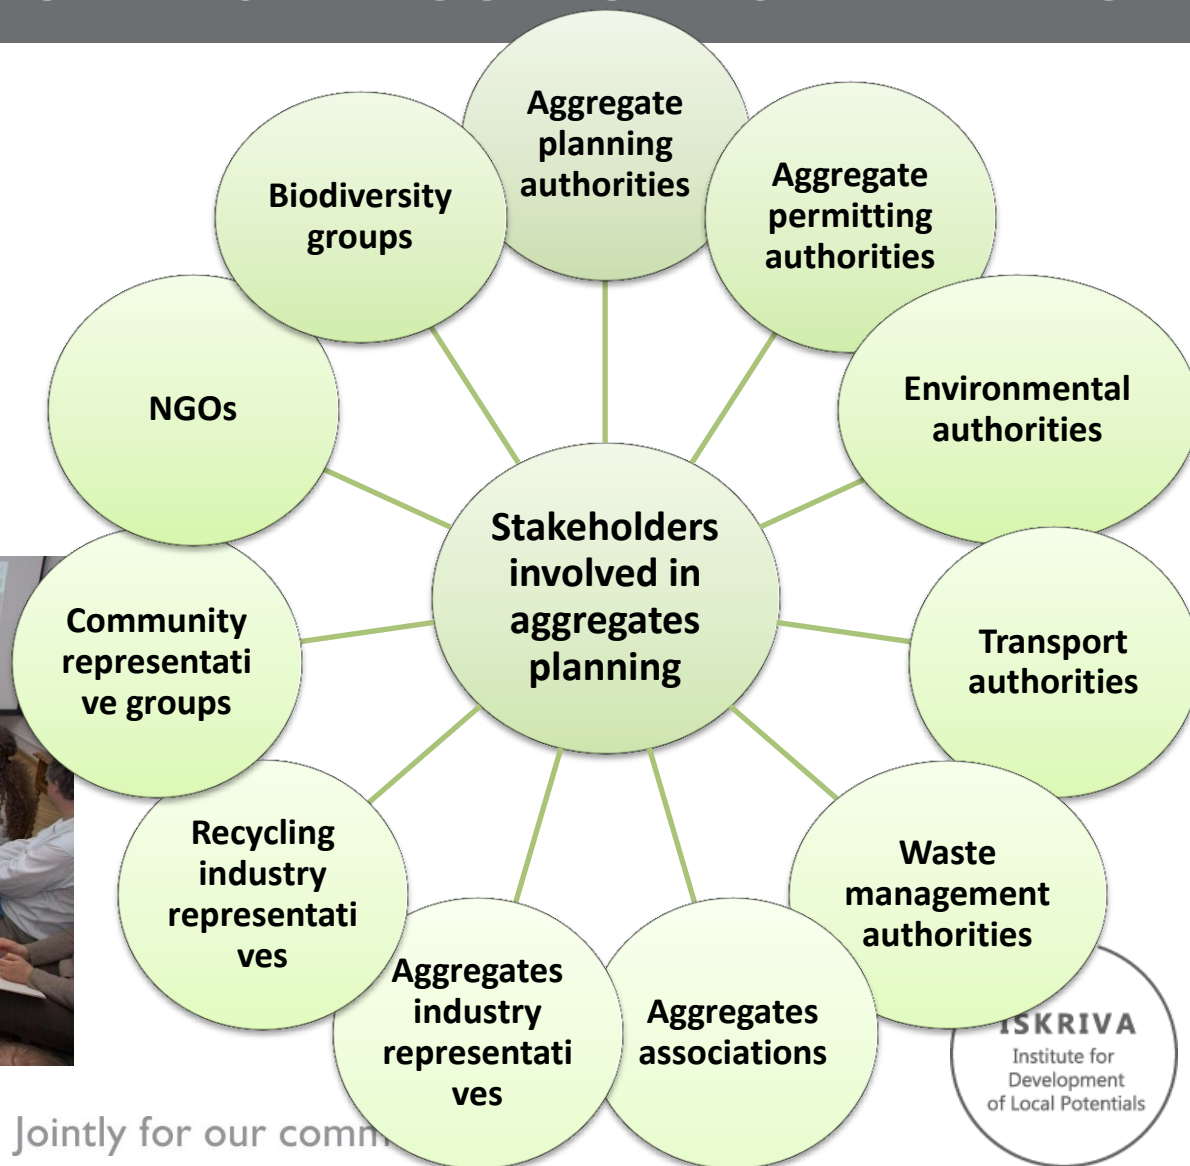 Aggregate
planning
authorities
Aggregate
permitting
authorities
Biodiversity
groups
Environmental
authorities
NGOs
Stakeholders
involved in
aggregates
planning
Community
representati
ve groups
Transport
authorities
Recycling
industry
representati
ves
Waste
management
authorities
Aggregates
industry
representati
ves
Aggregates
associations
ISKRIVA
Institute for
Development
of Local Potentials
Jointly for our